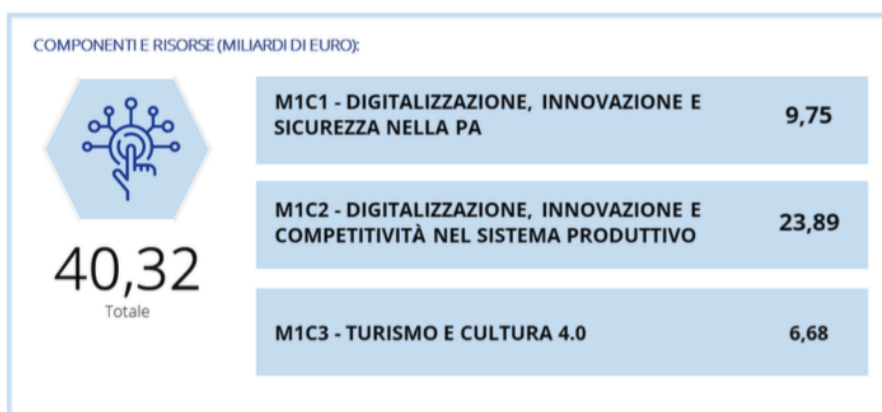 COMPONENTI E RISORSE (MILIARDI DI EURO):
M1C1 - DIGITALIZZAZIONE, INNOVAZIONE E
SICUREZZA NELLA PA
9,75
M1C2 - DIGITALIZZAZIONE, INNOVAZIONE E
COMPETITIVITÀ NEL SISTEMA PRODUTTIVO
23,89
40,32
Totale
M1C3 - TURISMO E CULTURA 4.0
6,68